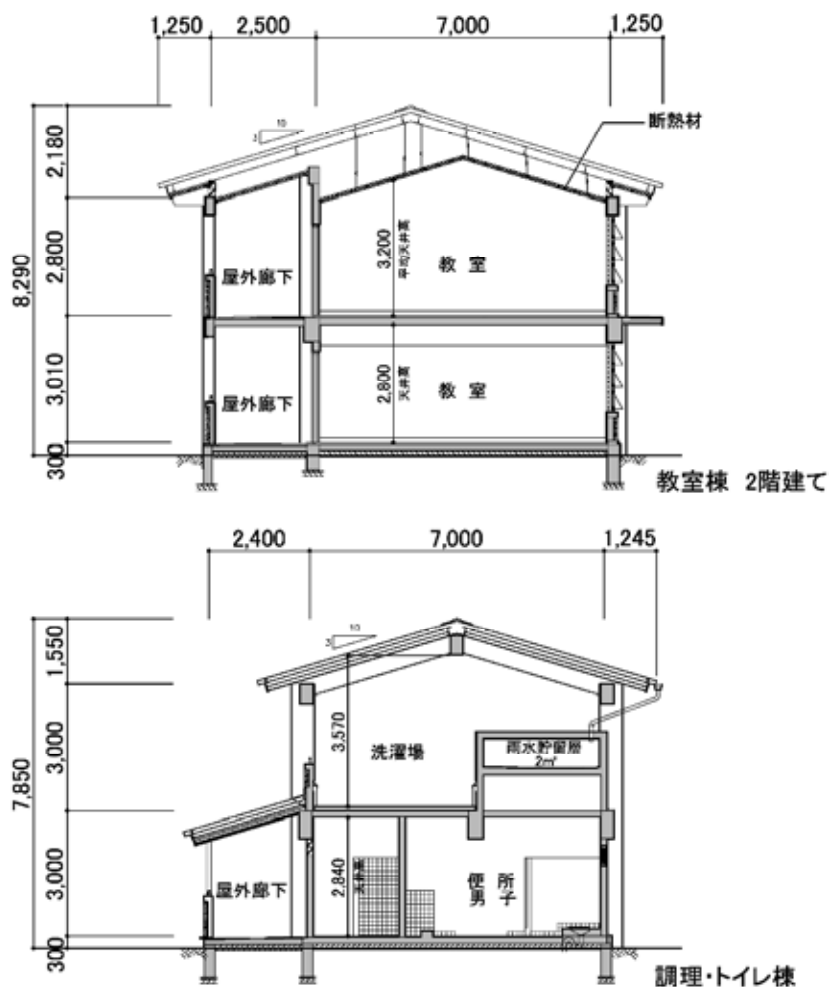 1,250 2,500 7,000 1,250
10
3
断熱材
2,180
2,800
8,290
3,010
300
3,200
平均天井高
教 室
屋外廊下
2,800
天井高
教 室
屋外廊下
教室棟 2階建て
2,400 7,000 1,245
10
3
1,550
3,000
7,850
3,000
300
3,570
洗濯場
雨水貯留層
2㎥
2,840
天井高
便 所
男子
屋外廊下
調理・トイレ棟